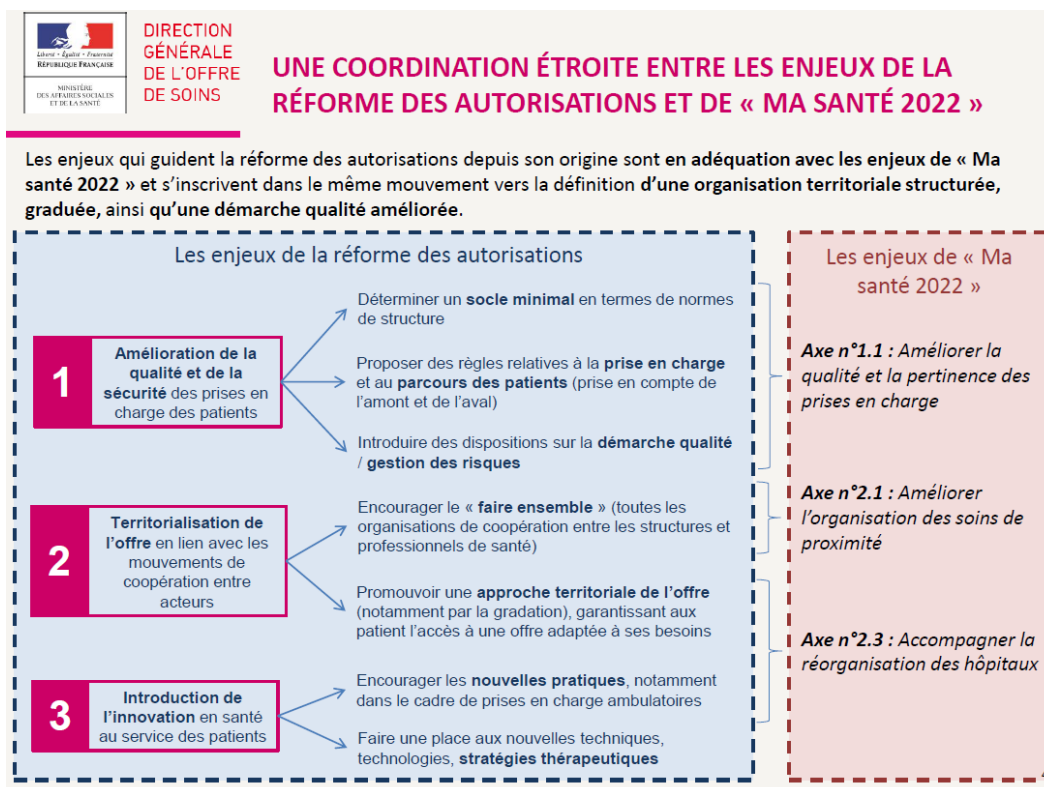 Liberté • Égalité • Fraternité
RÉPUBLIQUE FRANÇAISE
MINISTÈRE
DES AFFAIRES SOCIALES
ET DE LA SANTÉ
DIRECTION
GÉNÉRALE
DE L'OFFRE
DE SOINS
UNE COORDINATION ÉTROITE ENTRE LES ENJEUX DE LA
RÉFORME DES AUTORISATIONS ET DE « MA SANTÉ 2022 »
Les enjeux qui guident la réforme des autorisations depuis son origine sont en adéquation avec les enjeux de « Ma
santé 2022 » et s'inscrivent dans le même mouvement vers la définition d'une organisation territoriale structurée,
graduée, ainsi qu'une démarche qualité améliorée.
Les enjeux de la réforme des autorisations
1
Amélioration de la
qualité et de la
sécurité des prises en
charge des patients
Déterminer un socle minimal en termes de normes
de structure
Proposer des règles relatives à la prise en charge
et au parcours des patients (prise en compte de
l'amont et de l'aval)
Introduire des dispositions sur la démarche qualité
/ gestion des risques
2
Territorialisation de
l'offre en lien avec les
mouvements de
coopération entre
acteurs
Encourager le « faire ensemble » (toutes les
organisations de coopération entre les structures et
professionnels de santé)
Promouvoir une approche territoriale de l'offre
(notamment par la gradation), garantissant aux
patient l'accès à une offre adaptée à ses besoins
3
Introduction de
l'innovation en santé
au service des patients
Encourager les nouvelles pratiques, notamment
dans le cadre de prises en charge ambulatoires
Faire une place aux nouvelles techniques,
technologies, stratégies thérapeutiques
Les enjeux de « Ma
santé 2022 »
Axe n°1.1 : Améliorer la
qualité et la pertinence des
prises en charge
Axe n°2.1 : Améliorer
l'organisation des soins de
proximité
Axe n°2.3 : Accompagner la
réorganisation des hôpitaux